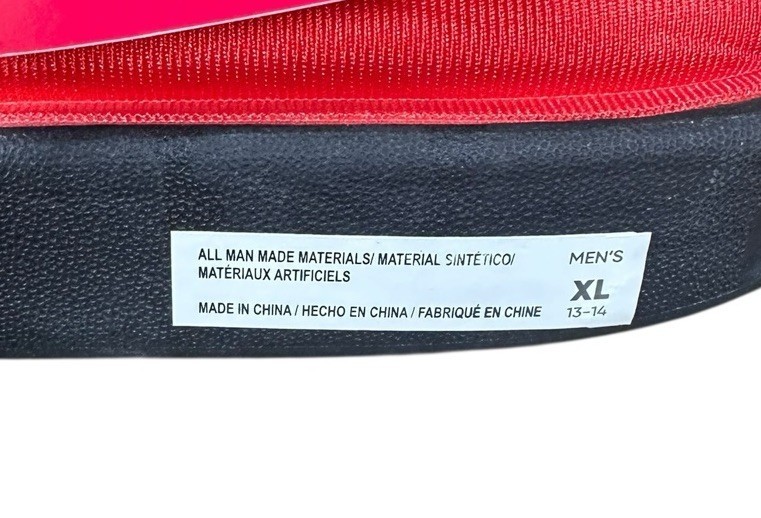 ALL MAN MADE MATERIALS/ MATERIAL SINTÉTICO/
MATÉRIAUX ARTIFICIELS
MADE IN CHINA / HECHO EN CHINA / FABRIQUÉ EN CHINE
MEN'S
XL
13-14